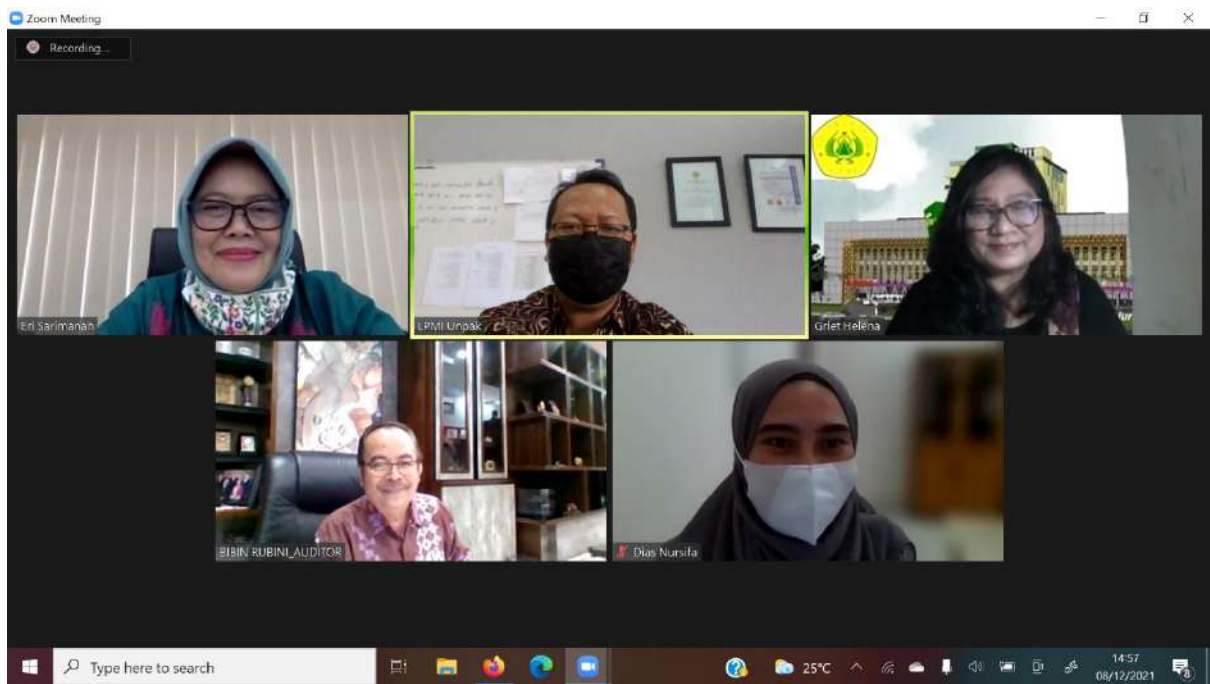 Zoom Meeting
Recording...
Eri Sarimanah
LPMI Unpak
Griet Helena
BIBIN RUBINI_AUDITOR
Dias Nursifa
Type here to search
25°C
14:57
08/12/2021
8